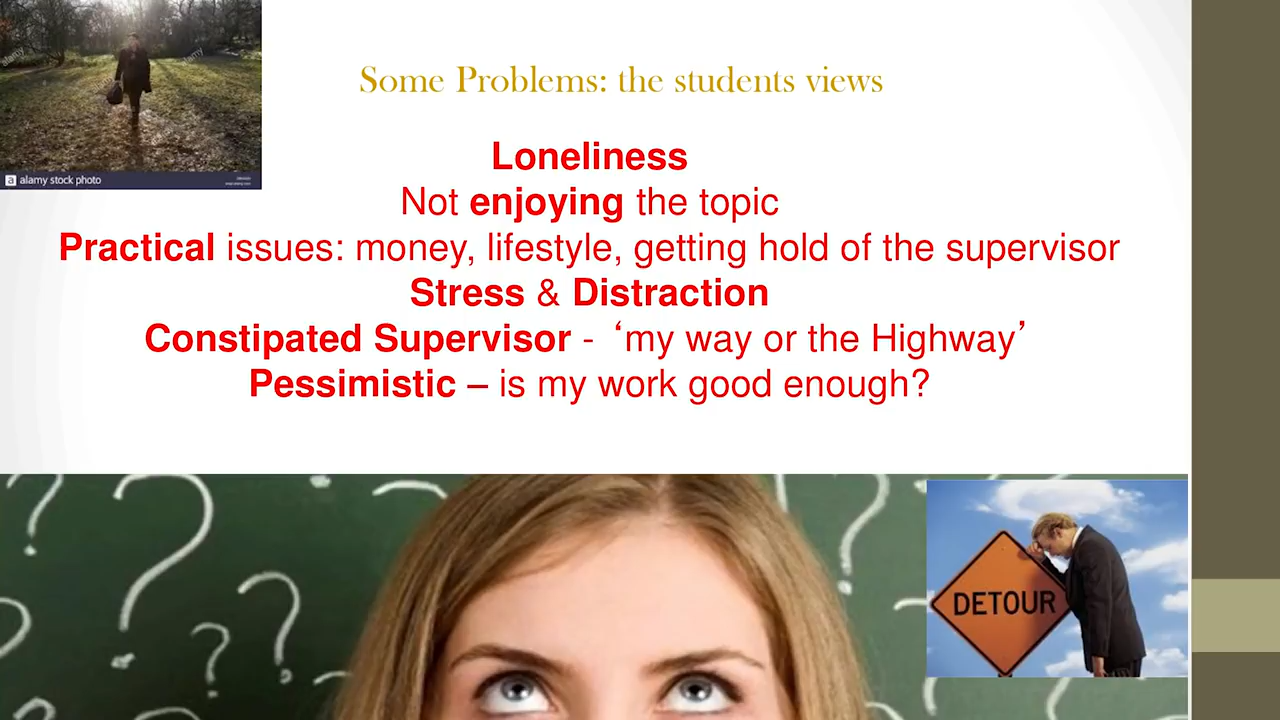 alamy
alamy
a alamy stock photo
Some Problems: the students views
Loneliness
Not enjoying the topic
Practical issues: money, lifestyle, getting hold of the supervisor
Stress & Distraction
Constipated Supervisor - ‘my way or the Highway’
Pessimistic – is my work good enough?
DETOUR